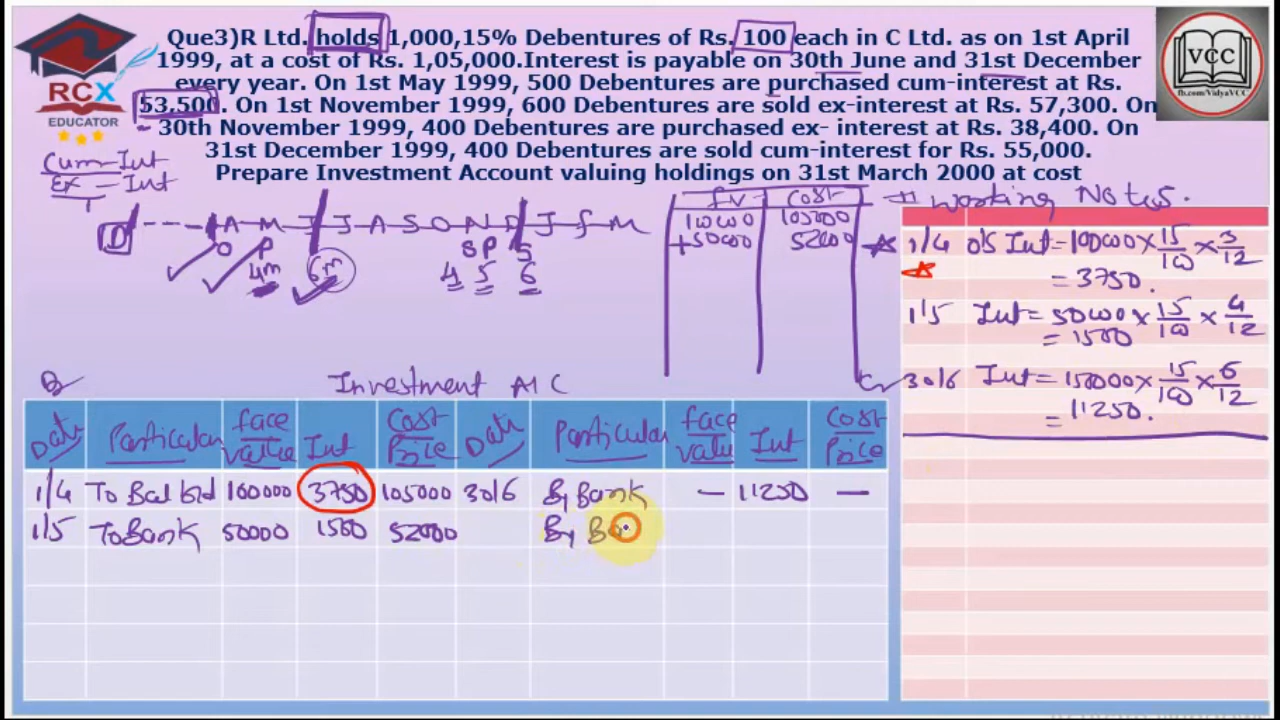 Que3)R Ltd. holds 1,000,15% Debentures of Rs. 100 each in C Ltd. as on 1st April
1999, at a cost of Rs. 1,05,000.Interest is payable on 30th June and 31st December
every year. On 1st May 1999, 500 Debentures are purchased cum-interest at Rs.
53,500. On 1st November 1999, 600 Debentures are sold ex-interest at Rs. 57,300. On
30th November 1999, 400 Debentures are purchased ex- interest at Rs. 38,400. On
31st December 1999, 400 Debentures are sold cum-interest for Rs. 55,000.
Prepare Investment Account valuing holdings on 31st March 2000 at cost
RCX
EDUCATOR
VCC
fb.com/VidyaVCC
Cum-Int
Ex - Int
D --- A M J J A S O N D J F M
O P S P S
4m 6m 4 5 6
f.v cost
100000 105000
+50000 52000
Working Notes.
1/4 O/S Int = 100000 × 15/100 × 3/12
= 3750.
1/5 Int = 50000 × 15/100 × 4/12
= 1500
30/6 Int = 150000 × 15/100 × 6/12
= 11250.
Investment A/C
Date Particular face value Int Cost Price Date Particular face value Int Cost Price
1/4 To Bal b/d 100000 3750 105000 30/6 By Bank — 11250 —
1/5 To Bank 50000 1500 52000 By Ba